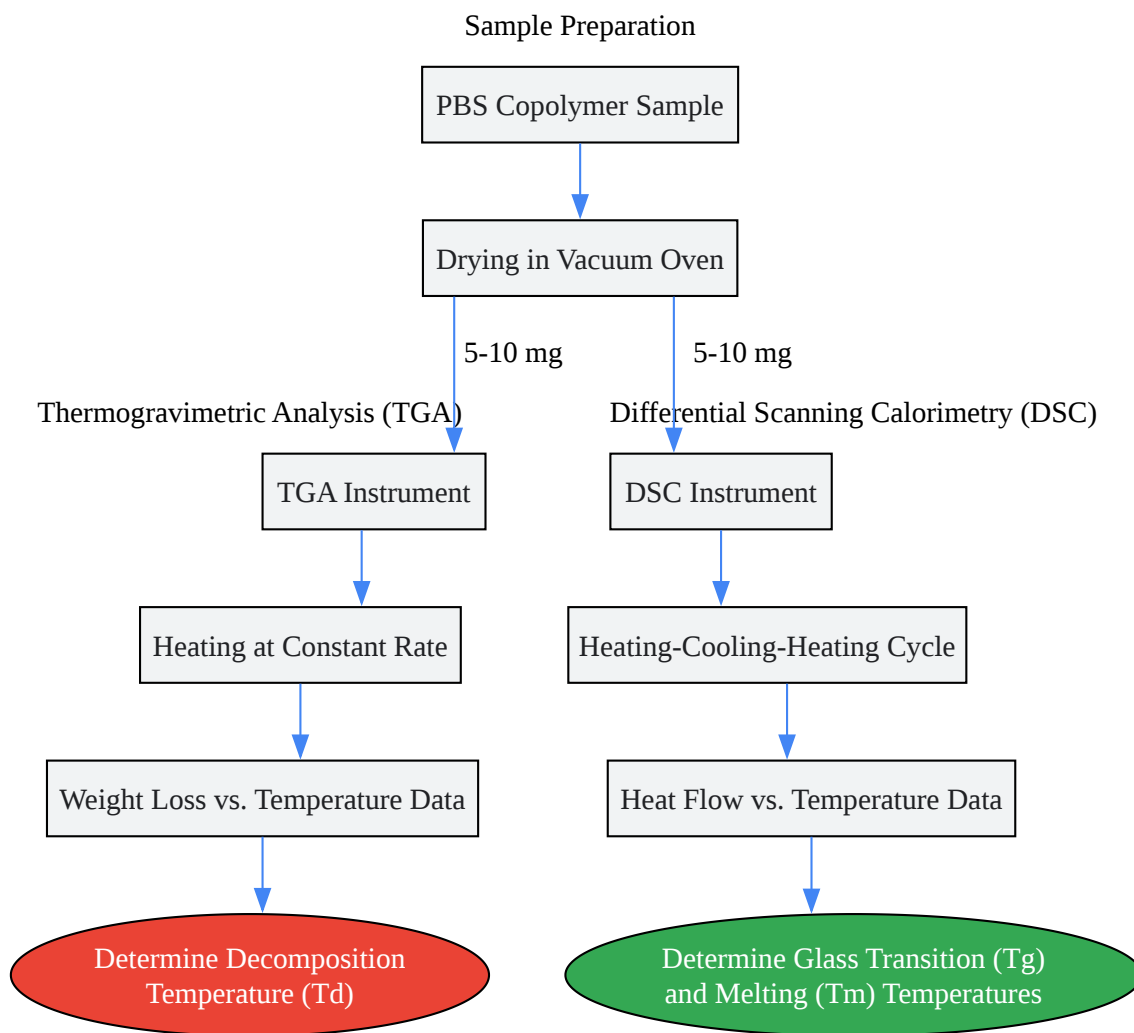 Sample Preparation
PBS Copolymer Sample
Drying in Vacuum Oven
5-10 mg
5-10 mg
Thermogravimetric Analysis (TGA)
Differential Scanning Calorimetry (DSC)
TGA Instrument
DSC Instrument
Heating at Constant Rate
Heating-Cooling-Heating Cycle
Weight Loss vs. Temperature Data
Heat Flow vs. Temperature Data
Determine Decomposition
Temperature (Td)
Determine Glass Transition (Tg)
and Melting (Tm) Temperatures